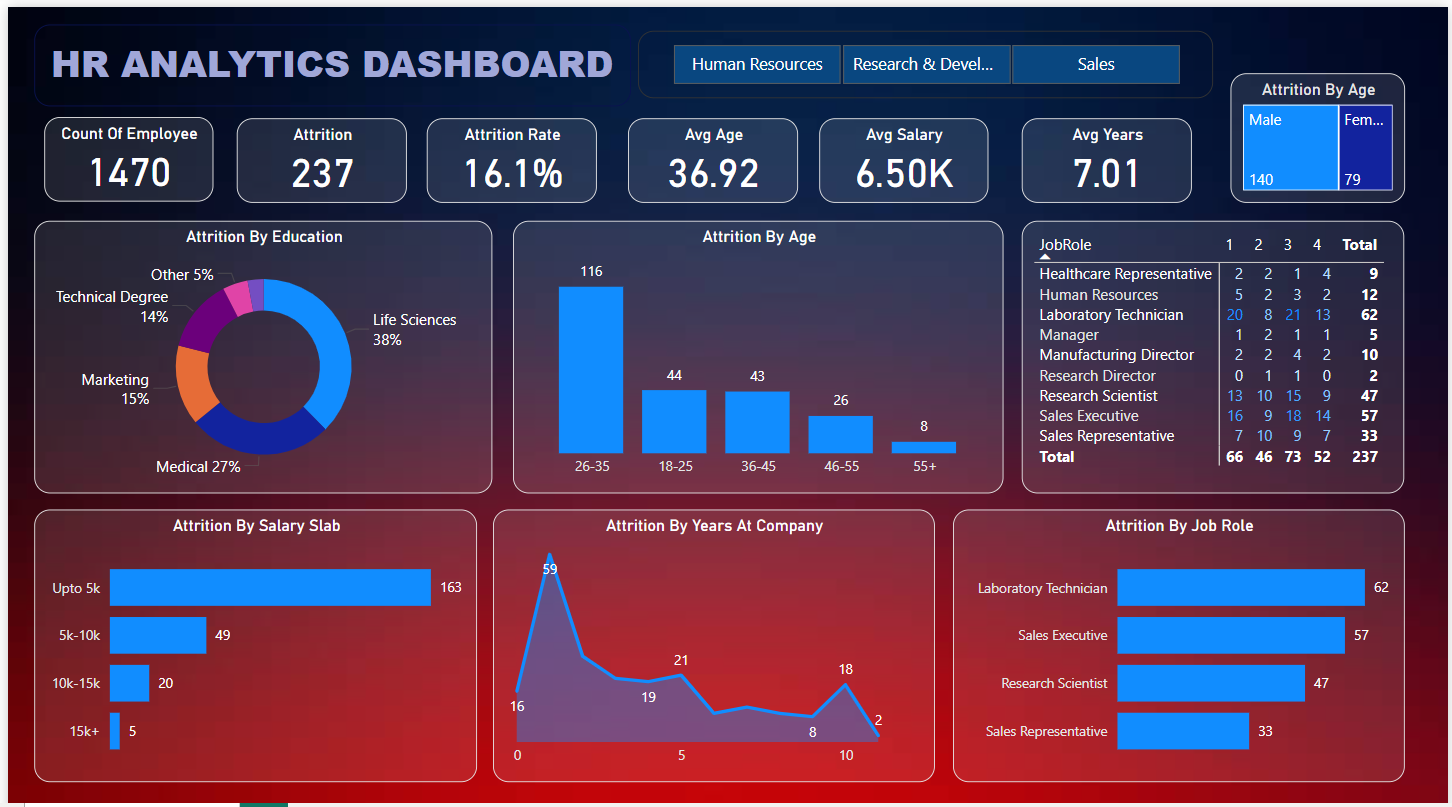 HR ANALYTICS DASHBOARD
Human Resources
Research & Devel...
Sales
Count Of Employee
1470
Attrition
237
Attrition Rate
16.1%
Avg Age
36.92
Avg Salary
6.50K
Avg Years
7.01
Attrition By Age
Male
Fem...
140
79
Attrition By Education
Other 5%
Technical Degree
14%
Life Sciences
38%
Marketing
15%
Medical 27%
Attrition By Age
116
44
43
26
8
26-35
18-25
36-45
46-55
55+
JobRole 1 2 3 4 Total
Healthcare Representative 2 2 1 4 9
Human Resources 5 2 3 2 12
Laboratory Technician 20 8 21 13 62
Manager 1 2 1 1 5
Manufacturing Director 2 2 4 2 10
Research Director 0 1 1 0 2
Research Scientist 13 10 15 9 47
Sales Executive 16 9 18 14 57
Sales Representative 7 10 9 7 33
Total 66 46 73 52 237
Attrition By Salary Slab
Upto 5k 163
5k-10k 49
10k-15k 20
15k+ 5
Attrition By Years At Company
59
16
19
21
8
18
2
0 5 10
Attrition By Job Role
Laboratory Technician 62
Sales Executive 57
Research Scientist 47
Sales Representative 33